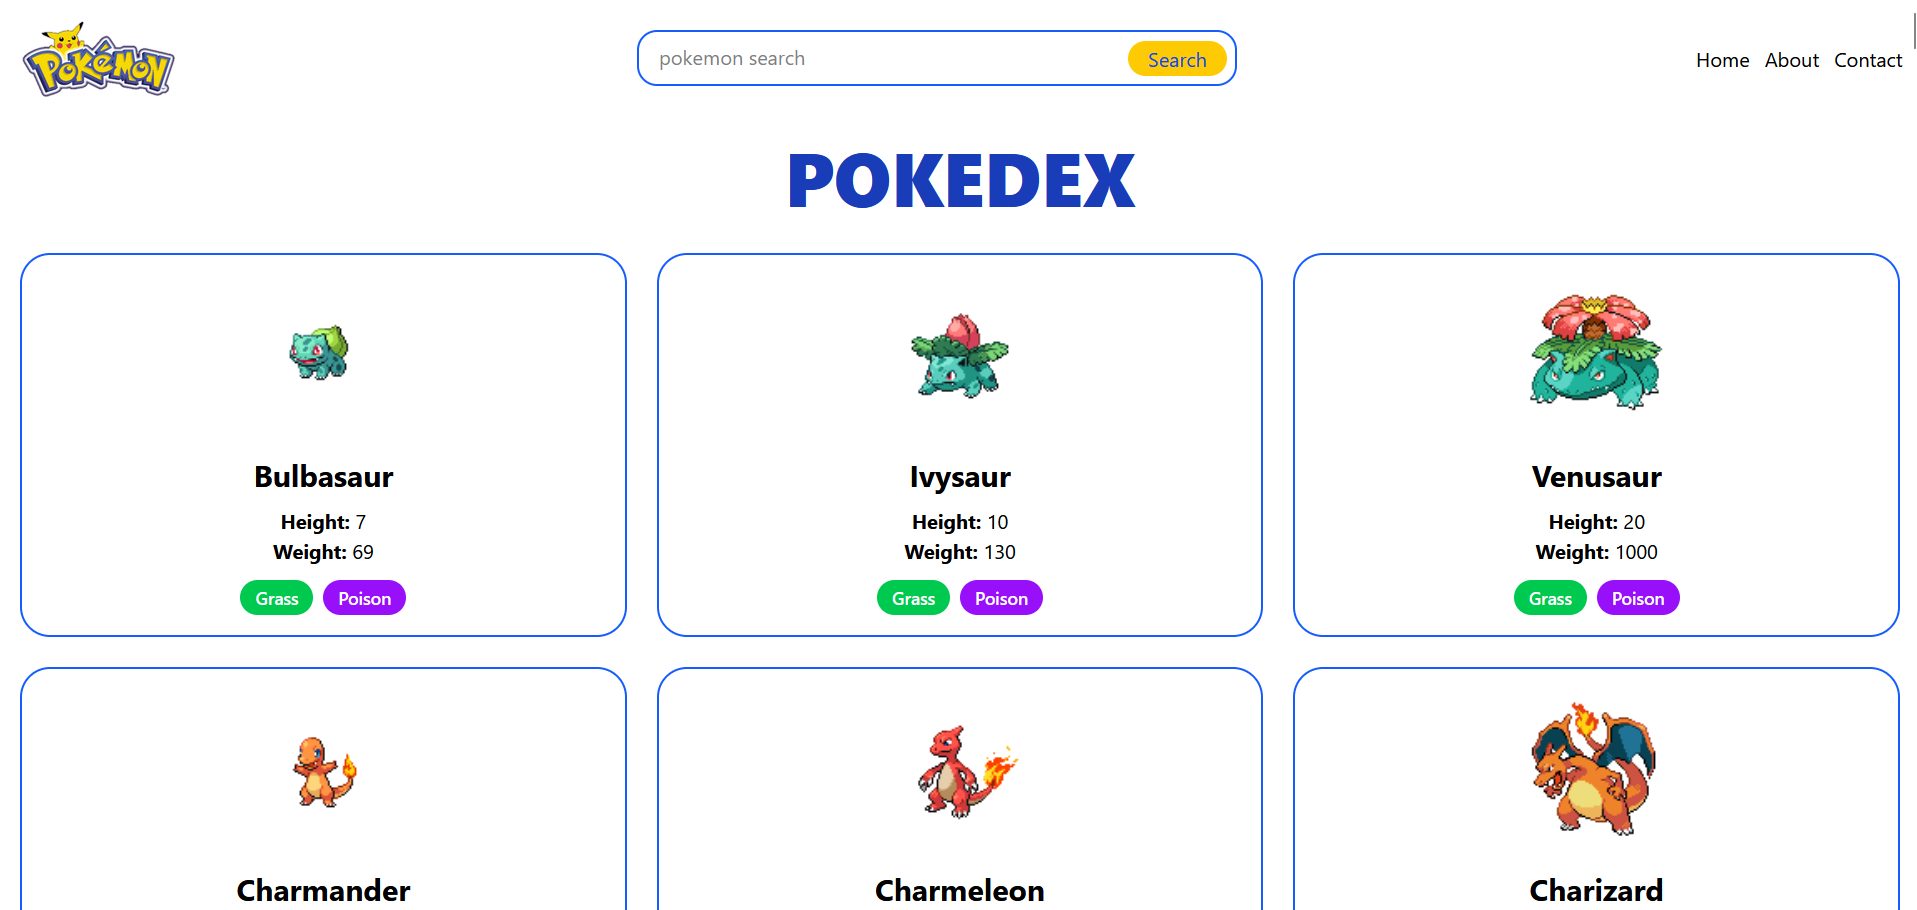 POKéMON
pokemon search
Search
Home About Contact
POKEDEX
Bulbasaur
Height: 7
Weight: 69
Grass Poison
Ivysaur
Height: 10
Weight: 130
Grass Poison
Venusaur
Height: 20
Weight: 1000
Grass Poison
Charmander
Charmeleon
Charizard